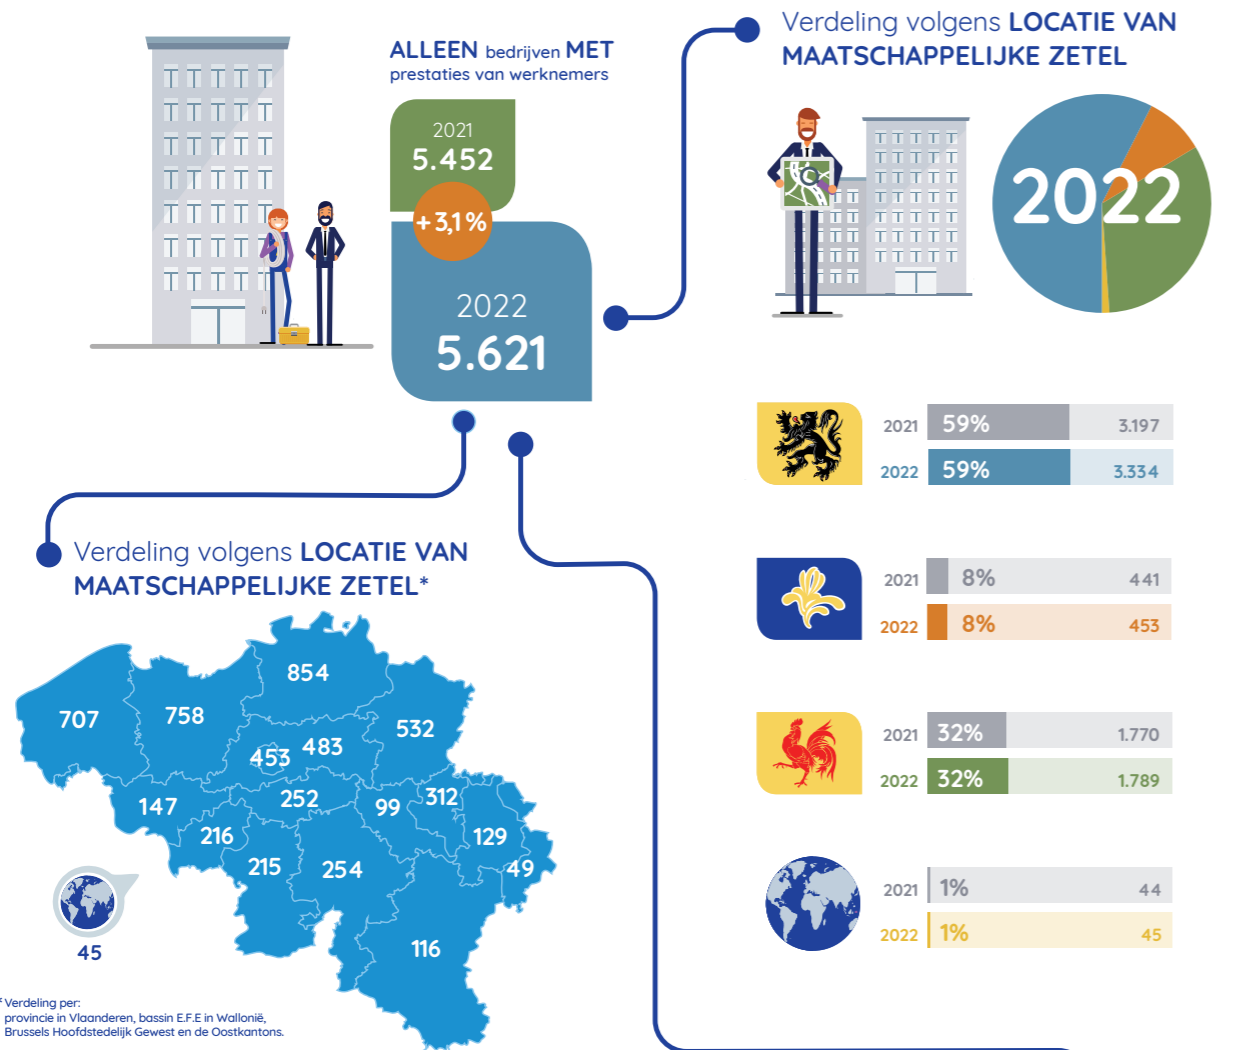 ALLEEN bedrijven MET
prestaties van werknemers
2021
5.452
+3,1%
2022
5.621
Verdeling volgens LOCATIE VAN
MAATSCHAPPELIJKE ZETEL
2022
2021 59% 3.197
2022 59% 3.334
2021 8% 441
2022 8% 453
2021 32% 1.770
2022 32% 1.789
2021 1% 44
2022 1% 45
Verdeling volgens LOCATIE VAN
MAATSCHAPPELIJKE ZETEL*
854
707
758
532
453
483
147
252
99
312
216
129
215
254
49
116
45
* Verdeling per:
provincie in Vlaanderen, bassin E.F.E in Wallonië,
Brussels Hoofdstedelijk Gewest en de Oostkantons.